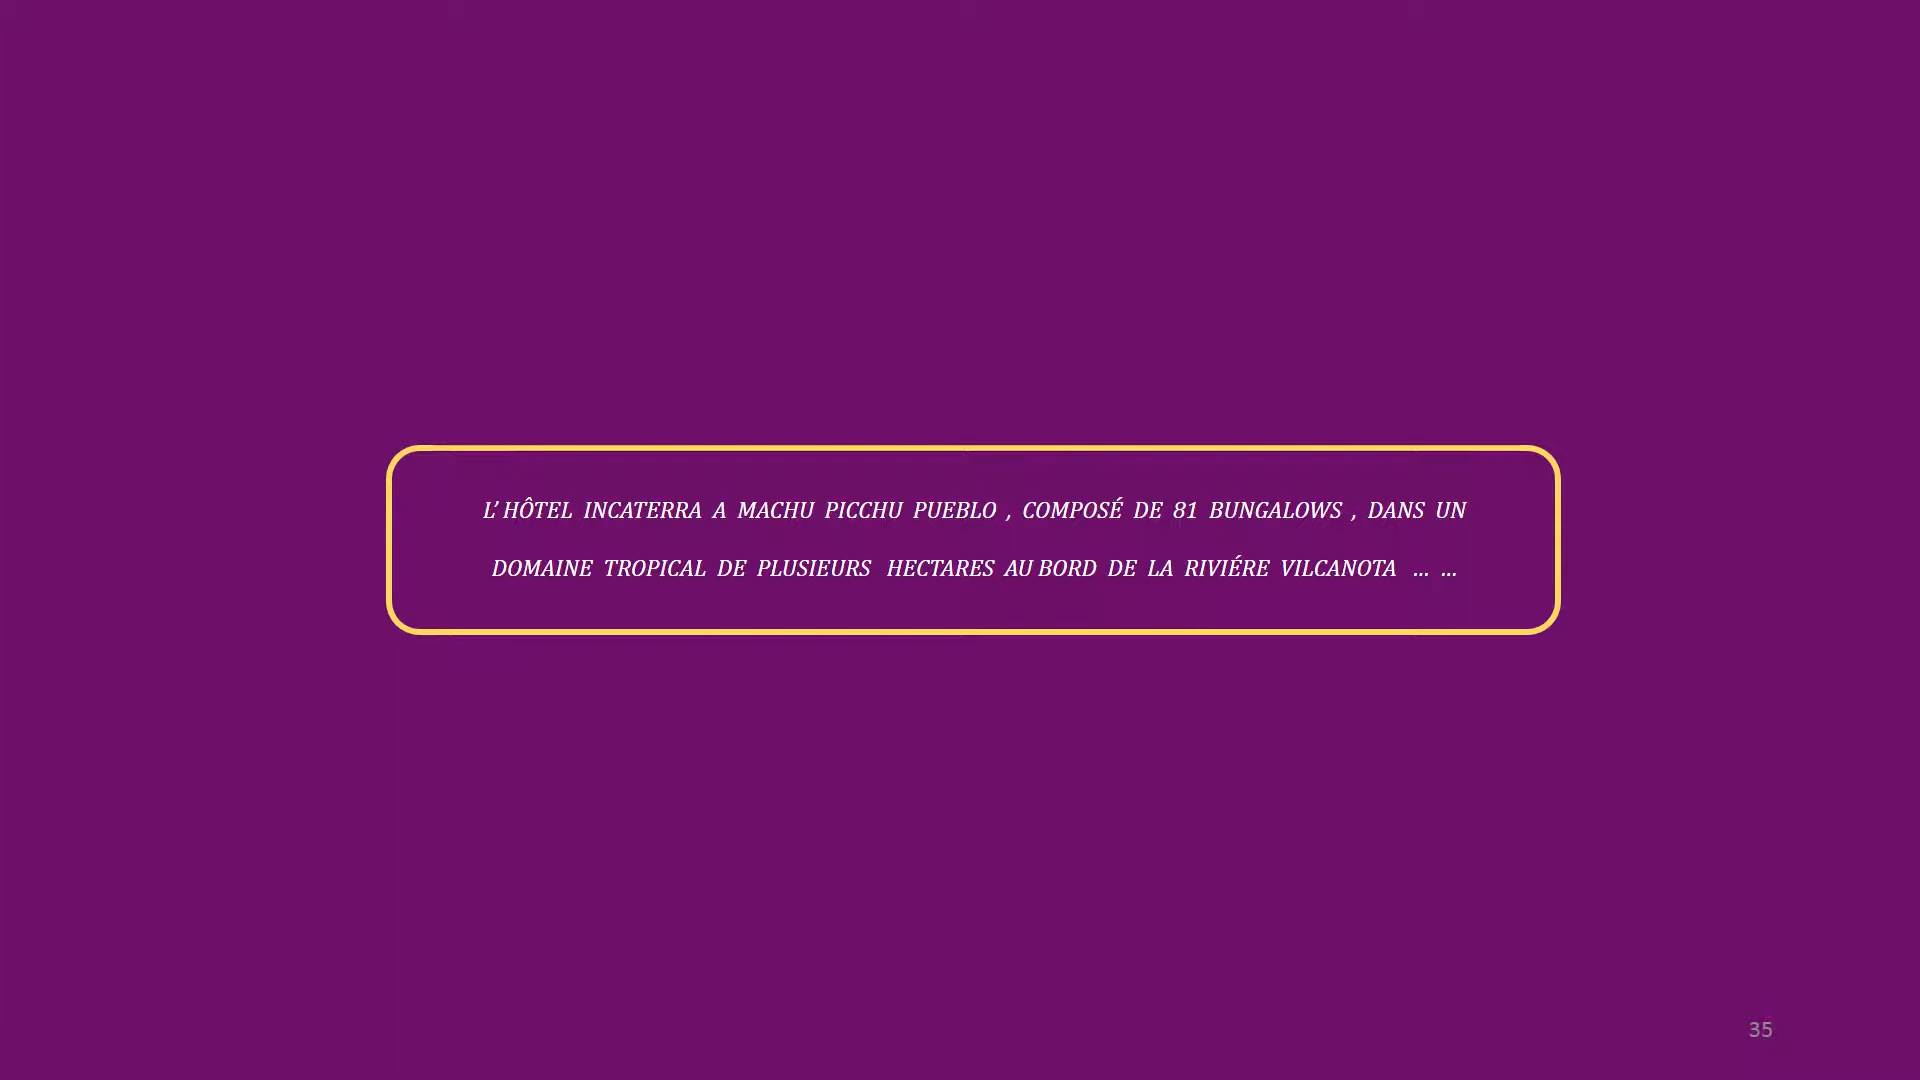 L’ HÔTEL INCATERRA A MACHU PICCHU PUEBLO , COMPOSÉ DE 81 BUNGALOWS , DANS UN
DOMAINE TROPICAL DE PLUSIEURS HECTARES AU BORD DE LA RIVIÉRE VILCANOTA ... ...
35